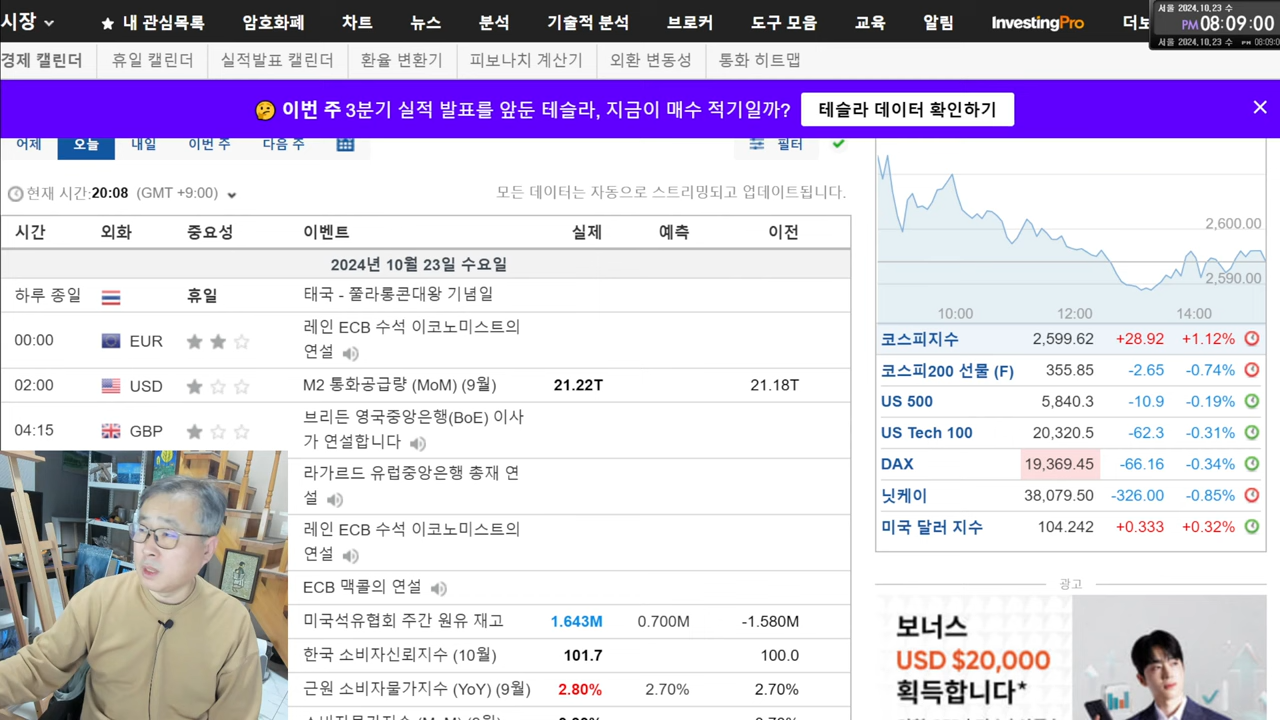 시장
★ 내 관심목록
암호화폐
차트
뉴스
분석
기술적 분석
브로커
도구 모음
교육
알림
InvestingPro
더보
서울 2024.10.23 수
PM 08:09:00
서울 2024.10.23 수 PM 08:09:0
경제 캘린더
휴일 캘린더
실적발표 캘린더
환율 변환기
피보나치 계산기
외환 변동성
통화 히트맵
🤔 이번 주 3분기 실적 발표를 앞둔 테슬라, 지금이 매수 적기일까?
테슬라 데이터 확인하기
어제
오늘
내일
이번 주
다음 주
필터
현재 시간:20:08 (GMT +9:00)
모든 데이터는 자동으로 스트리밍되고 업데이트됩니다.
시간 외화 중요성 이벤트 실제 예측 이전
2024년 10월 23일 수요일
하루 종일 휴일 태국 - 쭐라롱콘대왕 기념일
00:00 EUR 레인 ECB 수석 이코노미스트의
연설
02:00 USD M2 통화공급량 (MoM) (9월) 21.22T 21.18T
04:15 GBP 브리든 영국중앙은행(BoE) 이사
가 연설합니다
라가르드 유럽중앙은행 총재 연
설
레인 ECB 수석 이코노미스트의
연설
ECB 맥콜의 연설
미국석유협회 주간 원유 재고 1.643M 0.700M -1.580M
한국 소비자신뢰지수 (10월) 101.7 100.0
근원 소비자물가지수 (YoY) (9월) 2.80% 2.70% 2.70%
2,600.00
2,590.00
10:00 12:00 14:00
코스피지수 2,599.62 +28.92 +1.12%
코스피200 선물 (F) 355.85 -2.65 -0.74%
US 500 5,840.3 -10.9 -0.19%
US Tech 100 20,320.5 -62.3 -0.31%
DAX 19,369.45 -66.16 -0.34%
닛케이 38,079.50 -326.00 -0.85%
미국 달러 지수 104.242 +0.333 +0.32%
광고
보너스
USD $20,000
획득합니다*